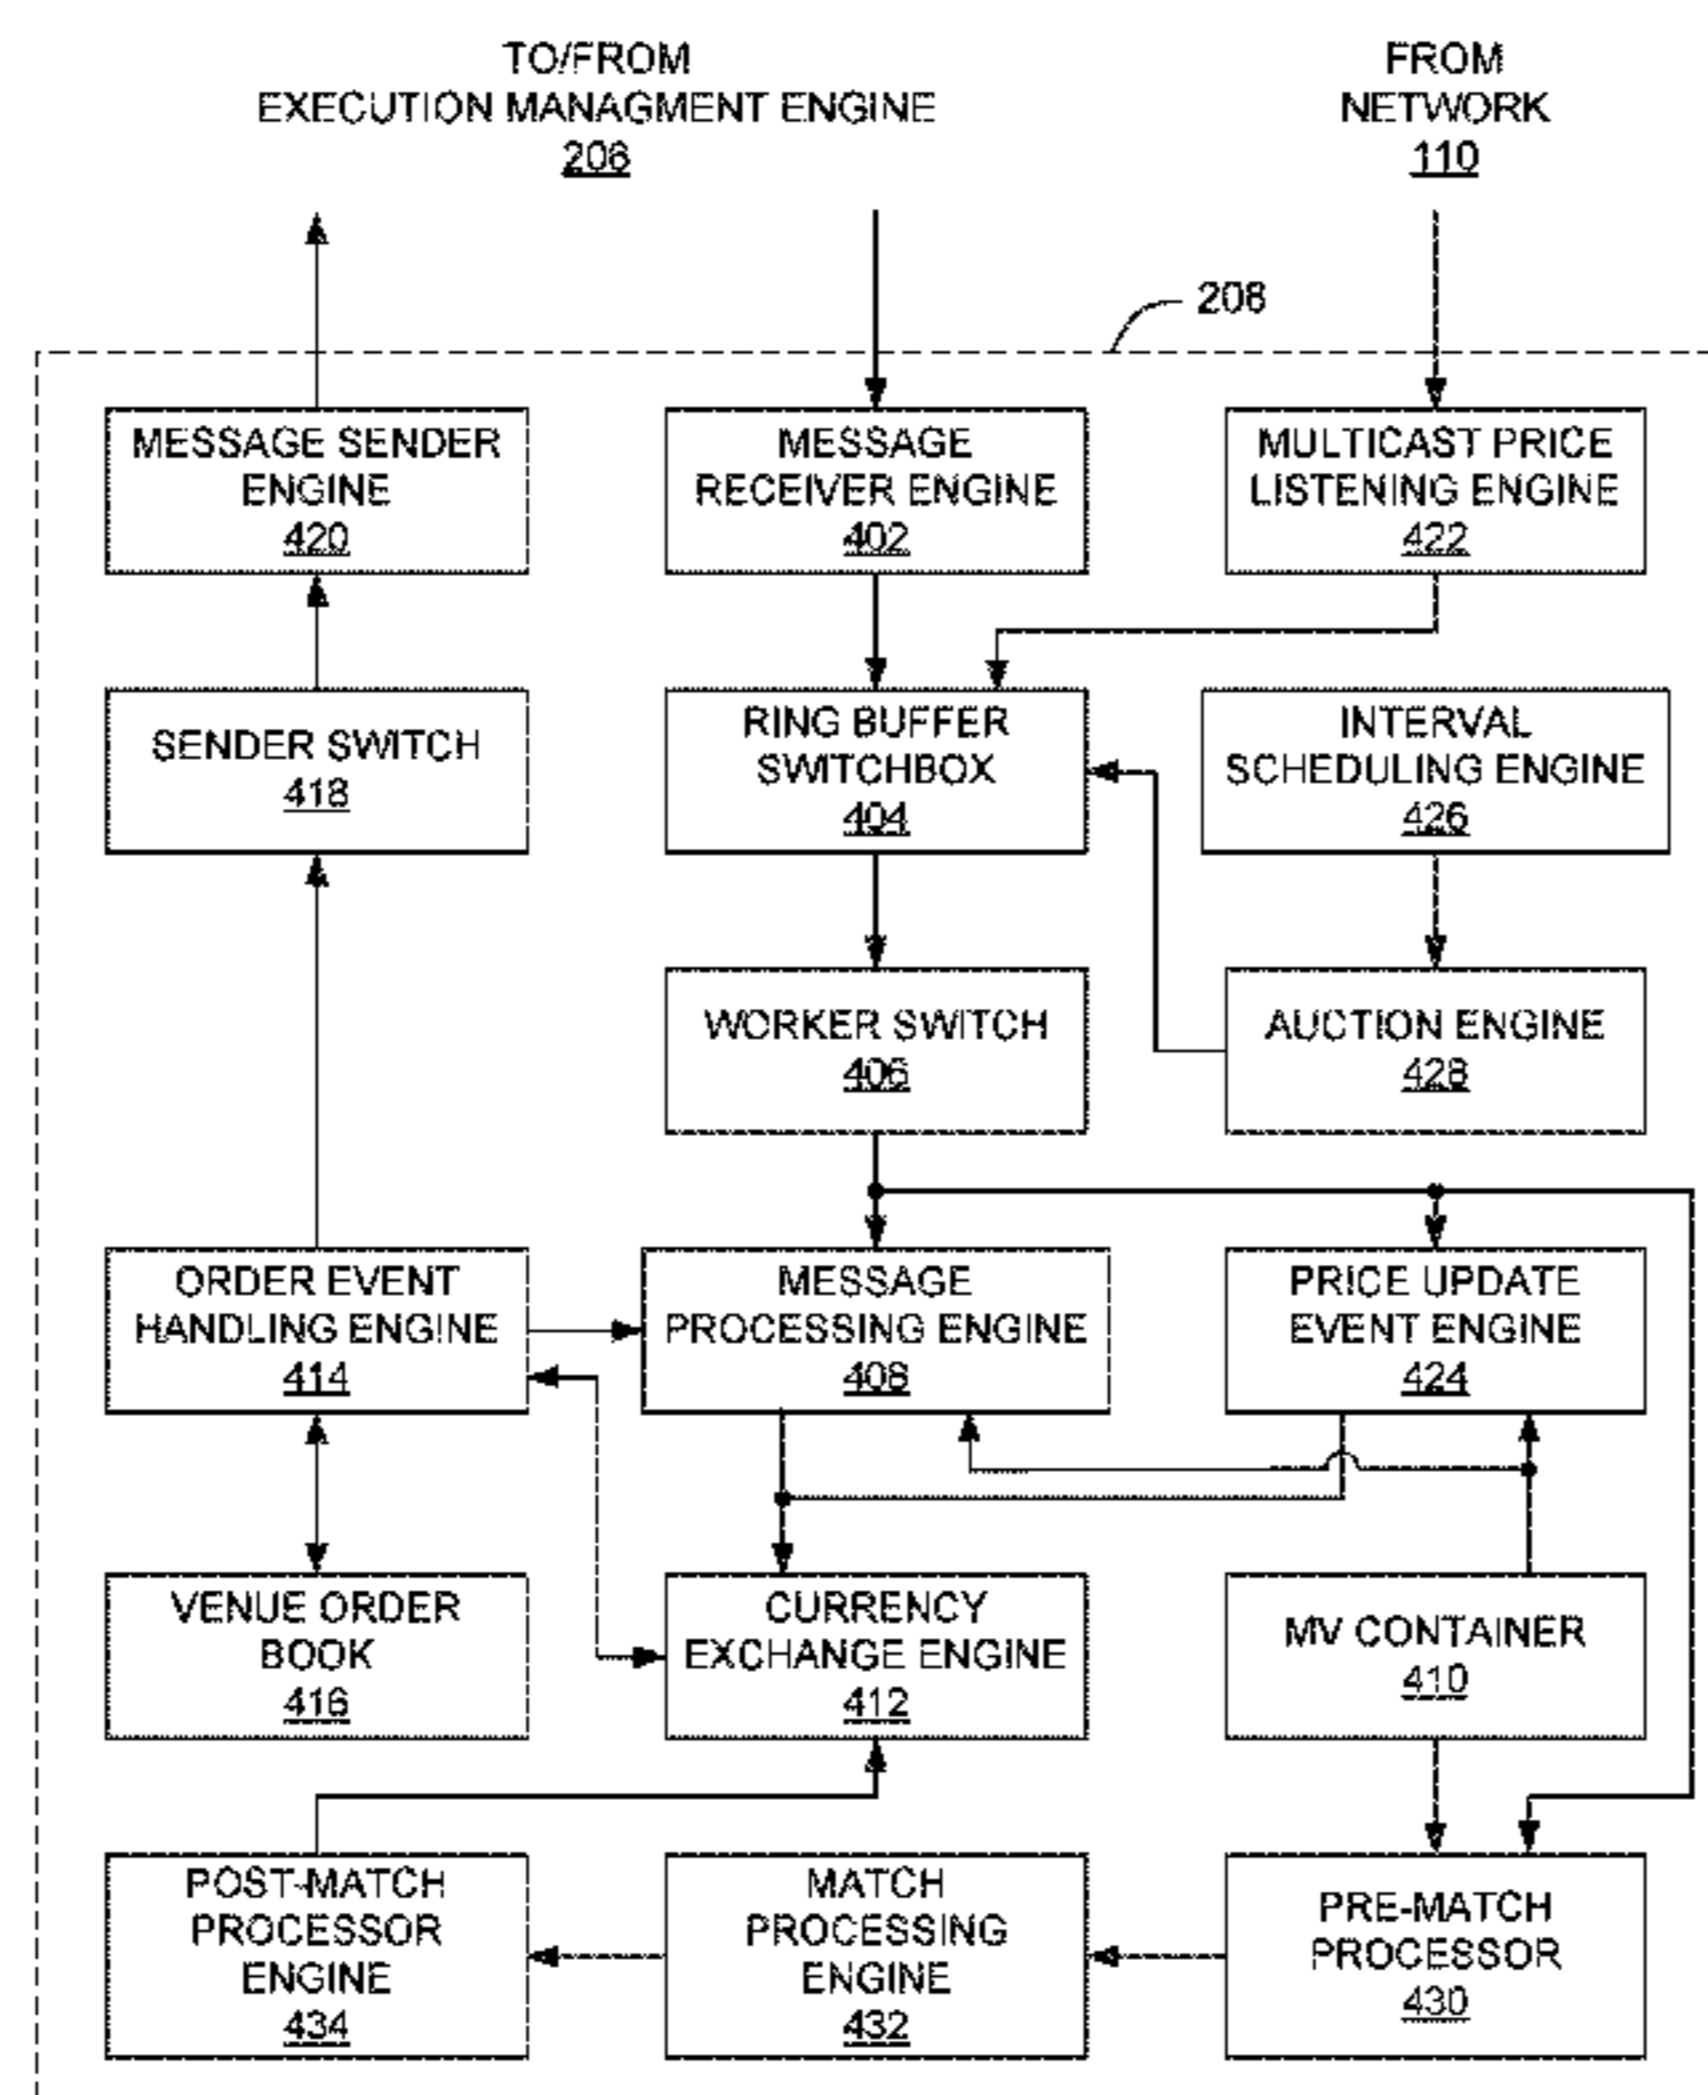 TO/FROM
EXECUTION MANAGMENT ENGINE
206
FROM
NETWORK
110
208
MESSAGE SENDER
ENGINE
420
MESSAGE
RECEIVER ENGINE
402
MULTICAST PRICE
LISTENING ENGINE
422
SENDER SWITCH
418
RING BUFFER
SWITCHBOX
404
INTERVAL
SCHEDULING ENGINE
426
WORKER SWITCH
406
AUCTION ENGINE
428
ORDER EVENT
HANDLING ENGINE
414
MESSAGE
PROCESSING ENGINE
408
PRICE UPDATE
EVENT ENGINE
424
VENUE ORDER
BOOK
416
CURRENCY
EXCHANGE ENGINE
412
MV CONTAINER
410
POST-MATCH
PROCESSOR
ENGINE
434
MATCH
PROCESSING
ENGINE
432
PRE-MATCH
PROCESSOR
430